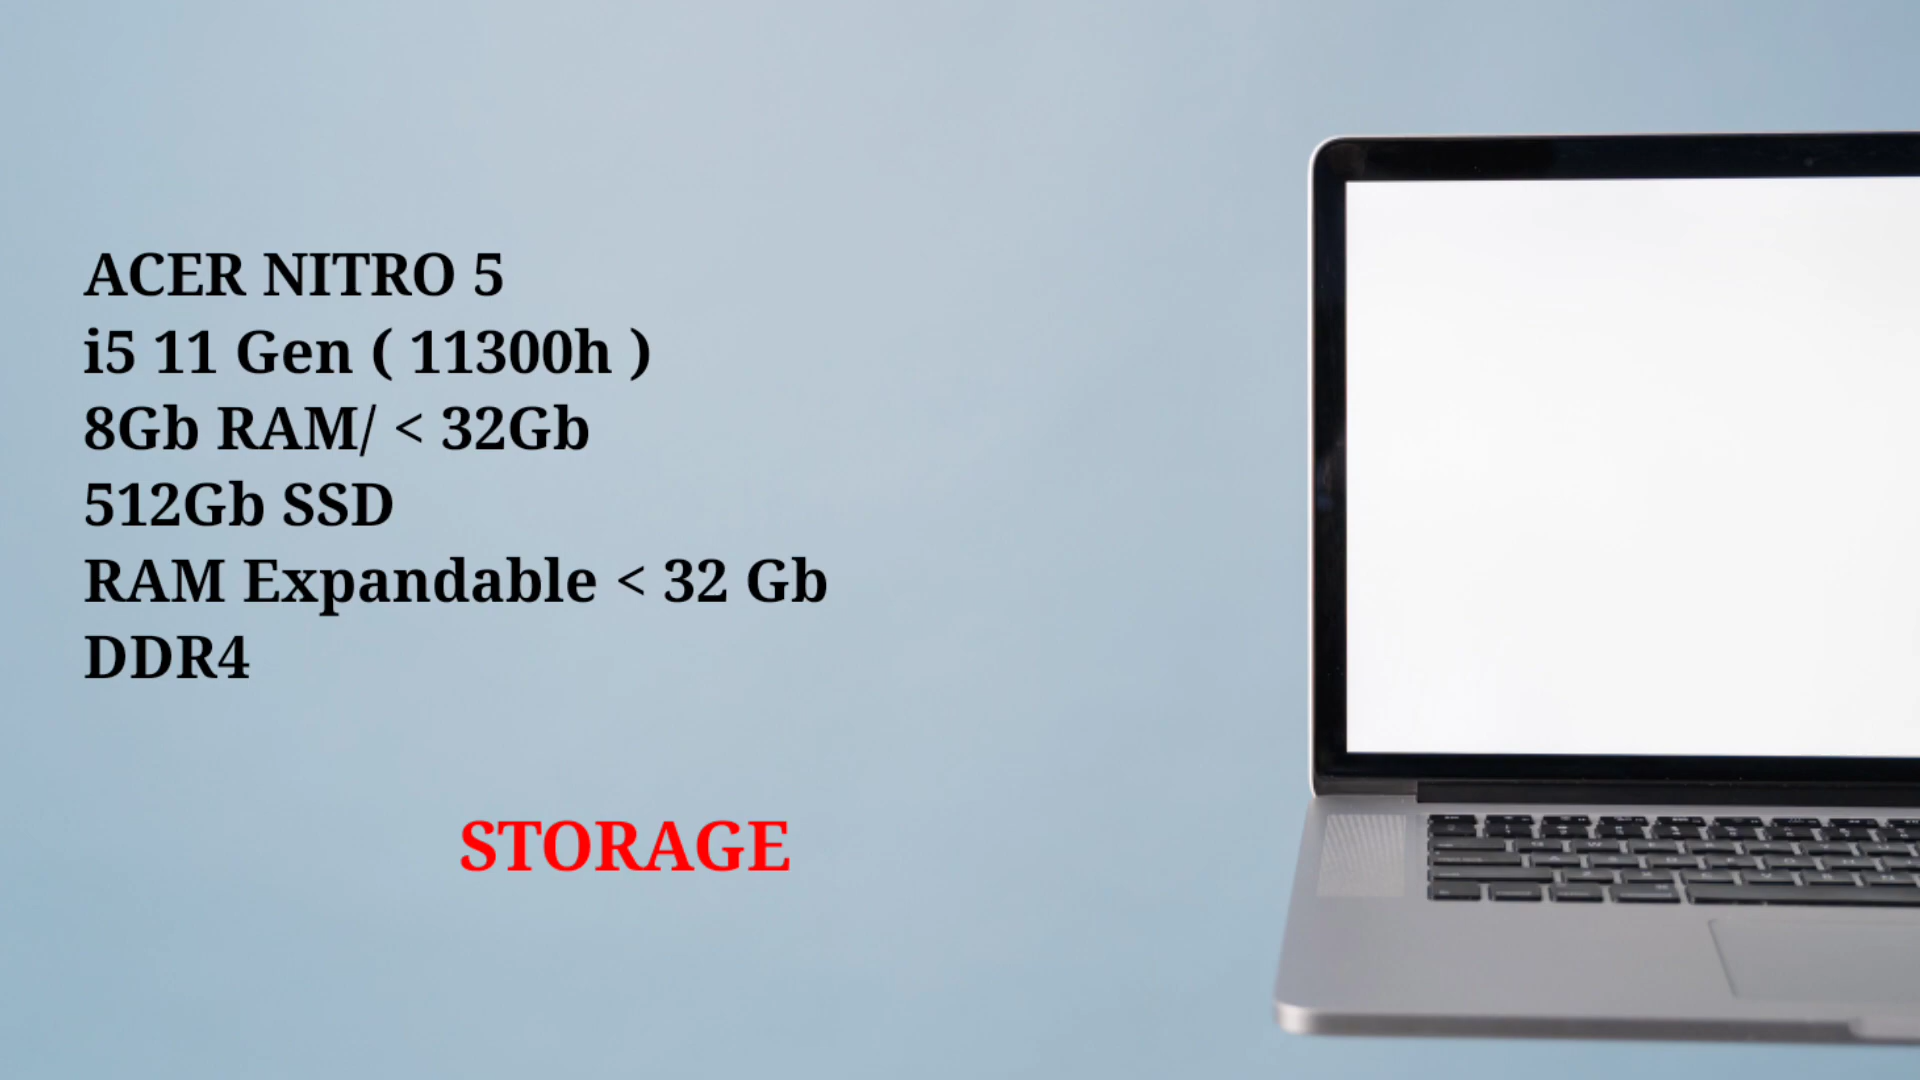 ACER NITRO 5
i5 11 Gen ( 11300h )
8Gb RAM/ < 32Gb
512Gb SSD
RAM Expandable < 32 Gb
DDR4
STORAGE